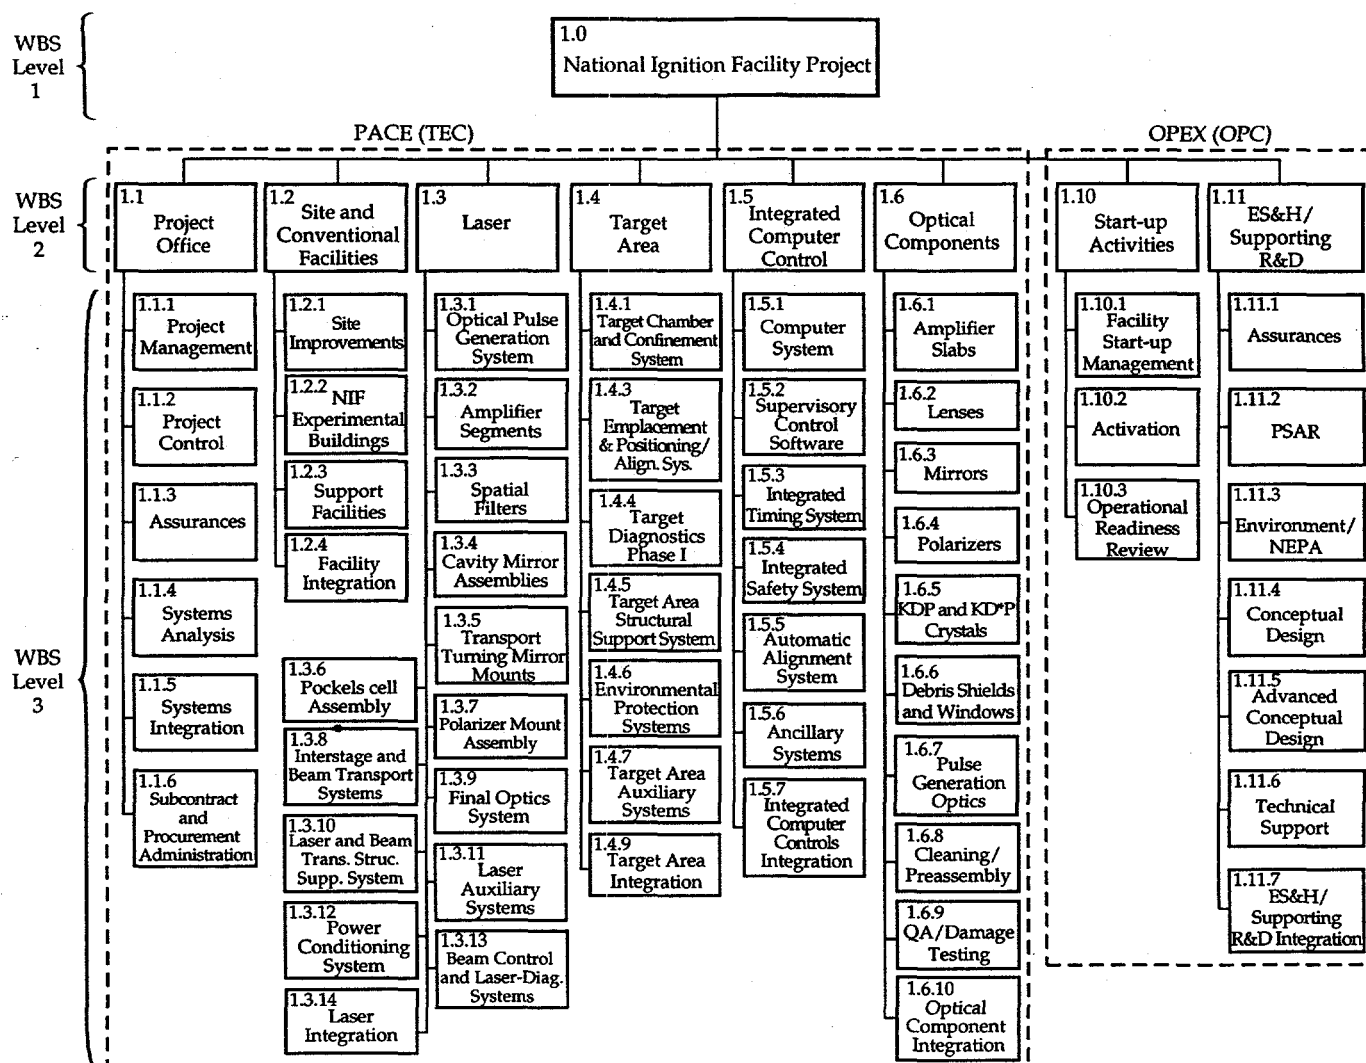 WBS
Level
1
1.0
National Ignition Facility Project
PACE (TEC)
OPEX (OPC)
WBS
Level
2
1.1
Project
Office
1.2
Site and
Conventional
Facilities
1.3
Laser
1.4
Target
Area
1.5
Integrated
Computer
Control
1.6
Optical
Components
1.10
Start-up
Activities
1.11
ES&H/
Supporting
R&D
WBS
Level
3
1.1.1
Project
Management
1.1.2
Project
Control
1.1.3
Assurances
1.1.4
Systems
Analysis
1.1.5
Systems
Integration
1.1.6
Subcontract
and
Procurement
Administration
1.2.1
Site
Improvements
1.2.2
NIF
Experimental
Buildings
1.2.3
Support
Facilities
1.2.4
Facility
Integration
1.3.1
Optical Pulse
Generation
System
1.3.2
Amplifier
Segments
1.3.3
Spatial
Filters
1.3.4
Cavity Mirror
Assemblies
1.3.5
Transport
Turning Mirror
Mounts
1.3.6
Pockels cell
Assembly
1.3.7
Polarizer Mount
Assembly
1.3.8
Interstage and
Beam Transport
Systems
1.3.9
Final Optics
System
1.3.10
Laser and Beam
Trans. Struc.
Supp. System
1.3.11
Laser
Auxiliary
Systems
1.3.12
Power
Conditioning
System
1.3.13
Beam Control
and Laser-Diag.
Systems
1.3.14
Laser
Integration
1.4.1
Target Chamber
and Confinement
System
1.4.3
Target
Emplacement
& Positioning/
Align. Sys.
1.4.4
Target
Diagnostics
Phase I
1.4.5
Target Area
Structural
Support System
1.4.6
Environmental
Protection
Systems
1.4.7
Target Area
Auxiliary
Systems
1.4.9
Target Area
Integration
1.5.1
Computer
System
1.5.2
Supervisory
Control
Software
1.5.3
Integrated
Timing System
1.5.4
Integrated
Safety System
1.5.5
Automatic
Alignment
System
1.5.6
Ancillary
Systems
1.5.7
Integrated
Computer
Controls
Integration
1.6.1
Amplifier
Slabs
1.6.2
Lenses
1.6.3
Mirrors
1.6.4
Polarizers
1.6.5
KDP and KD*P
Crystals
1.6.6
Debris Shields
and Windows
1.6.7
Pulse
Generation
Optics
1.6.8
Cleaning/
Preassembly
1.6.9
QA/Damage
Testing
1.6.10
Optical
Component
Integration
1.10.1
Facility
Start-up
Management
1.10.2
Activation
1.10.3
Operational
Readiness
Review
1.11.1
Assurances
1.11.2
PSAR
1.11.3
Environment/
NEPA
1.11.4
Conceptual
Design
1.11.5
Advanced
Conceptual
Design
1.11.6
Technical
Support
1.11.7
ES&H/
Supporting
R&D Integration